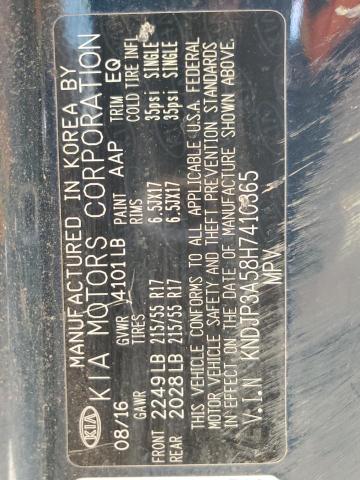 MANUFACTURED IN KOREA BY
KIA KIA MOTORS CORPORATION
08/16 GVWR 4101LB PAINT AAP TRIM EQ
GAWR TIRES RIMS COLD TIRE INFL
FRONT 2249LB 215/55 R17 6.5JX17 35psi SINGLE
REAR 2028LB 215/55 R17 6.5JX17 35psi SINGLE
THIS VEHICLE CONFORMS TO ALL APPLICABLE U.S.A. FEDERAL
MOTOR VEHICLE SAFETY AND THEFT PREVENTION STANDARDS
IN EFFECT ON THE DATE OF MANUFACTURE SHOWN ABOVE.
V.I.N KNDJP3A58H7410365
MPV